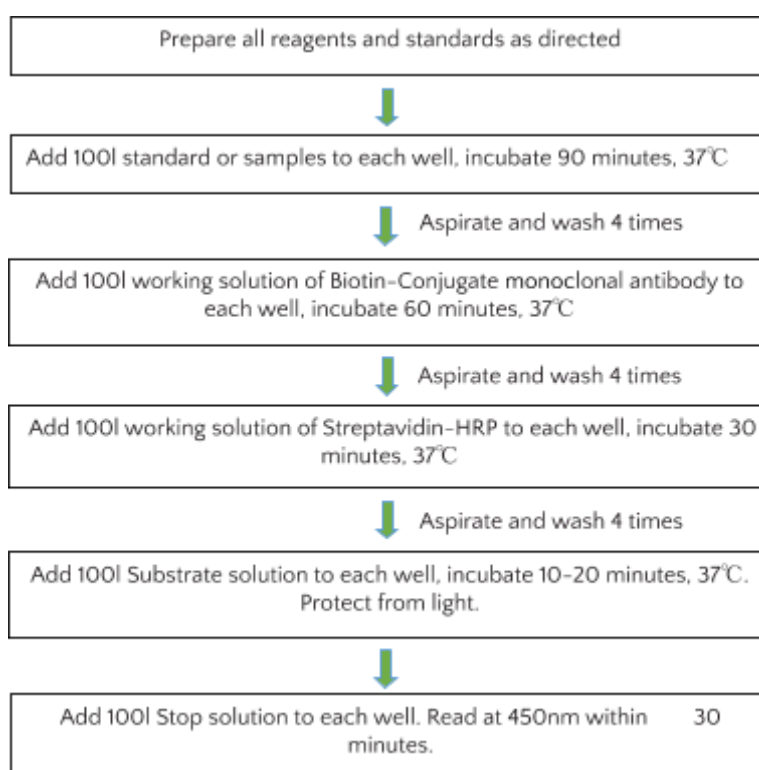 Prepare all reagents and standards as directed
Add 100l standard or samples to each well, incubate 90 minutes, 37℃
Aspirate and wash 4 times
Add 100l working solution of Biotin-Conjugate monoclonal antibody to
each well, incubate 60 minutes, 37℃
Aspirate and wash 4 times
Add 100l working solution of Streptavidin-HRP to each well, incubate 30
minutes, 37℃
Aspirate and wash 4 times
Add 100l Substrate solution to each well, incubate 10-20 minutes, 37℃.
Protect from light.
Add 100l Stop solution to each well. Read at 450nm within 30
minutes.